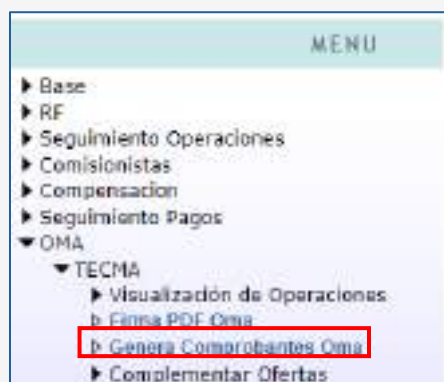 MENU
Base
RF
Seguimiento Operaciones
Comisionistas
Compensacion
Seguimiento Pagos
OMA
TECMA
Visualización de Operaciones
Firma PDF Oma
Genera Comprobantes Oma
Complementar Ofertas